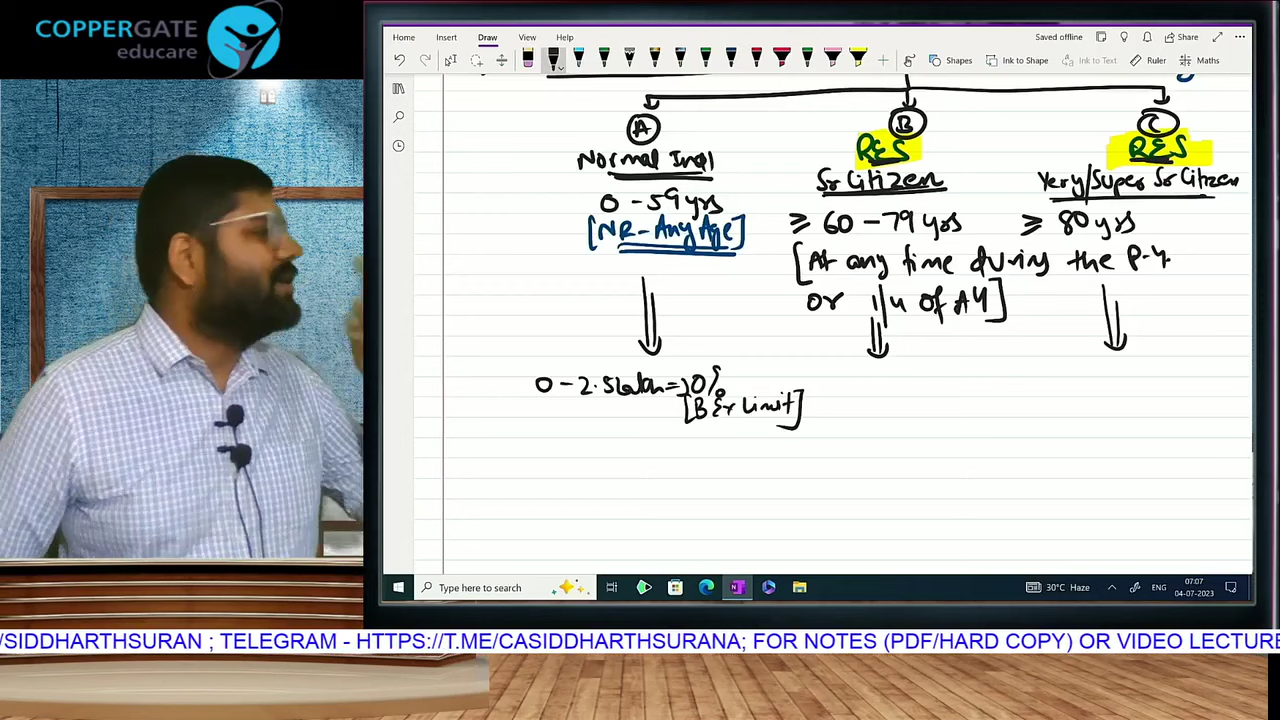 COPPERGATE
educare
Home Insert Draw View Help
Saved offline
Share
Shapes
Ink to Shape
Ink to Text
Ruler
Maths
A
B
C
Normal Indl
RES
RES
0 - 59 yrs
Sr Citizen
Very/Super Sr Citizen
[NR - Any Age]
≥ 60 - 79 yrs
≥ 80 yrs
[At any time during the P.Y.
or 1/4 of AY]
0 - 2.5 Lakh = 0%
[B Ex Limit]
Type here to search
30°C Haze
ENG
07:07
04-07-2023
/SIDDHARTHSURAN ; TELEGRAM - HTTPS://T.ME/CASIDDHARTHSURANA; FOR NOTES (PDF/HARD COPY) OR VIDEO LECTURE